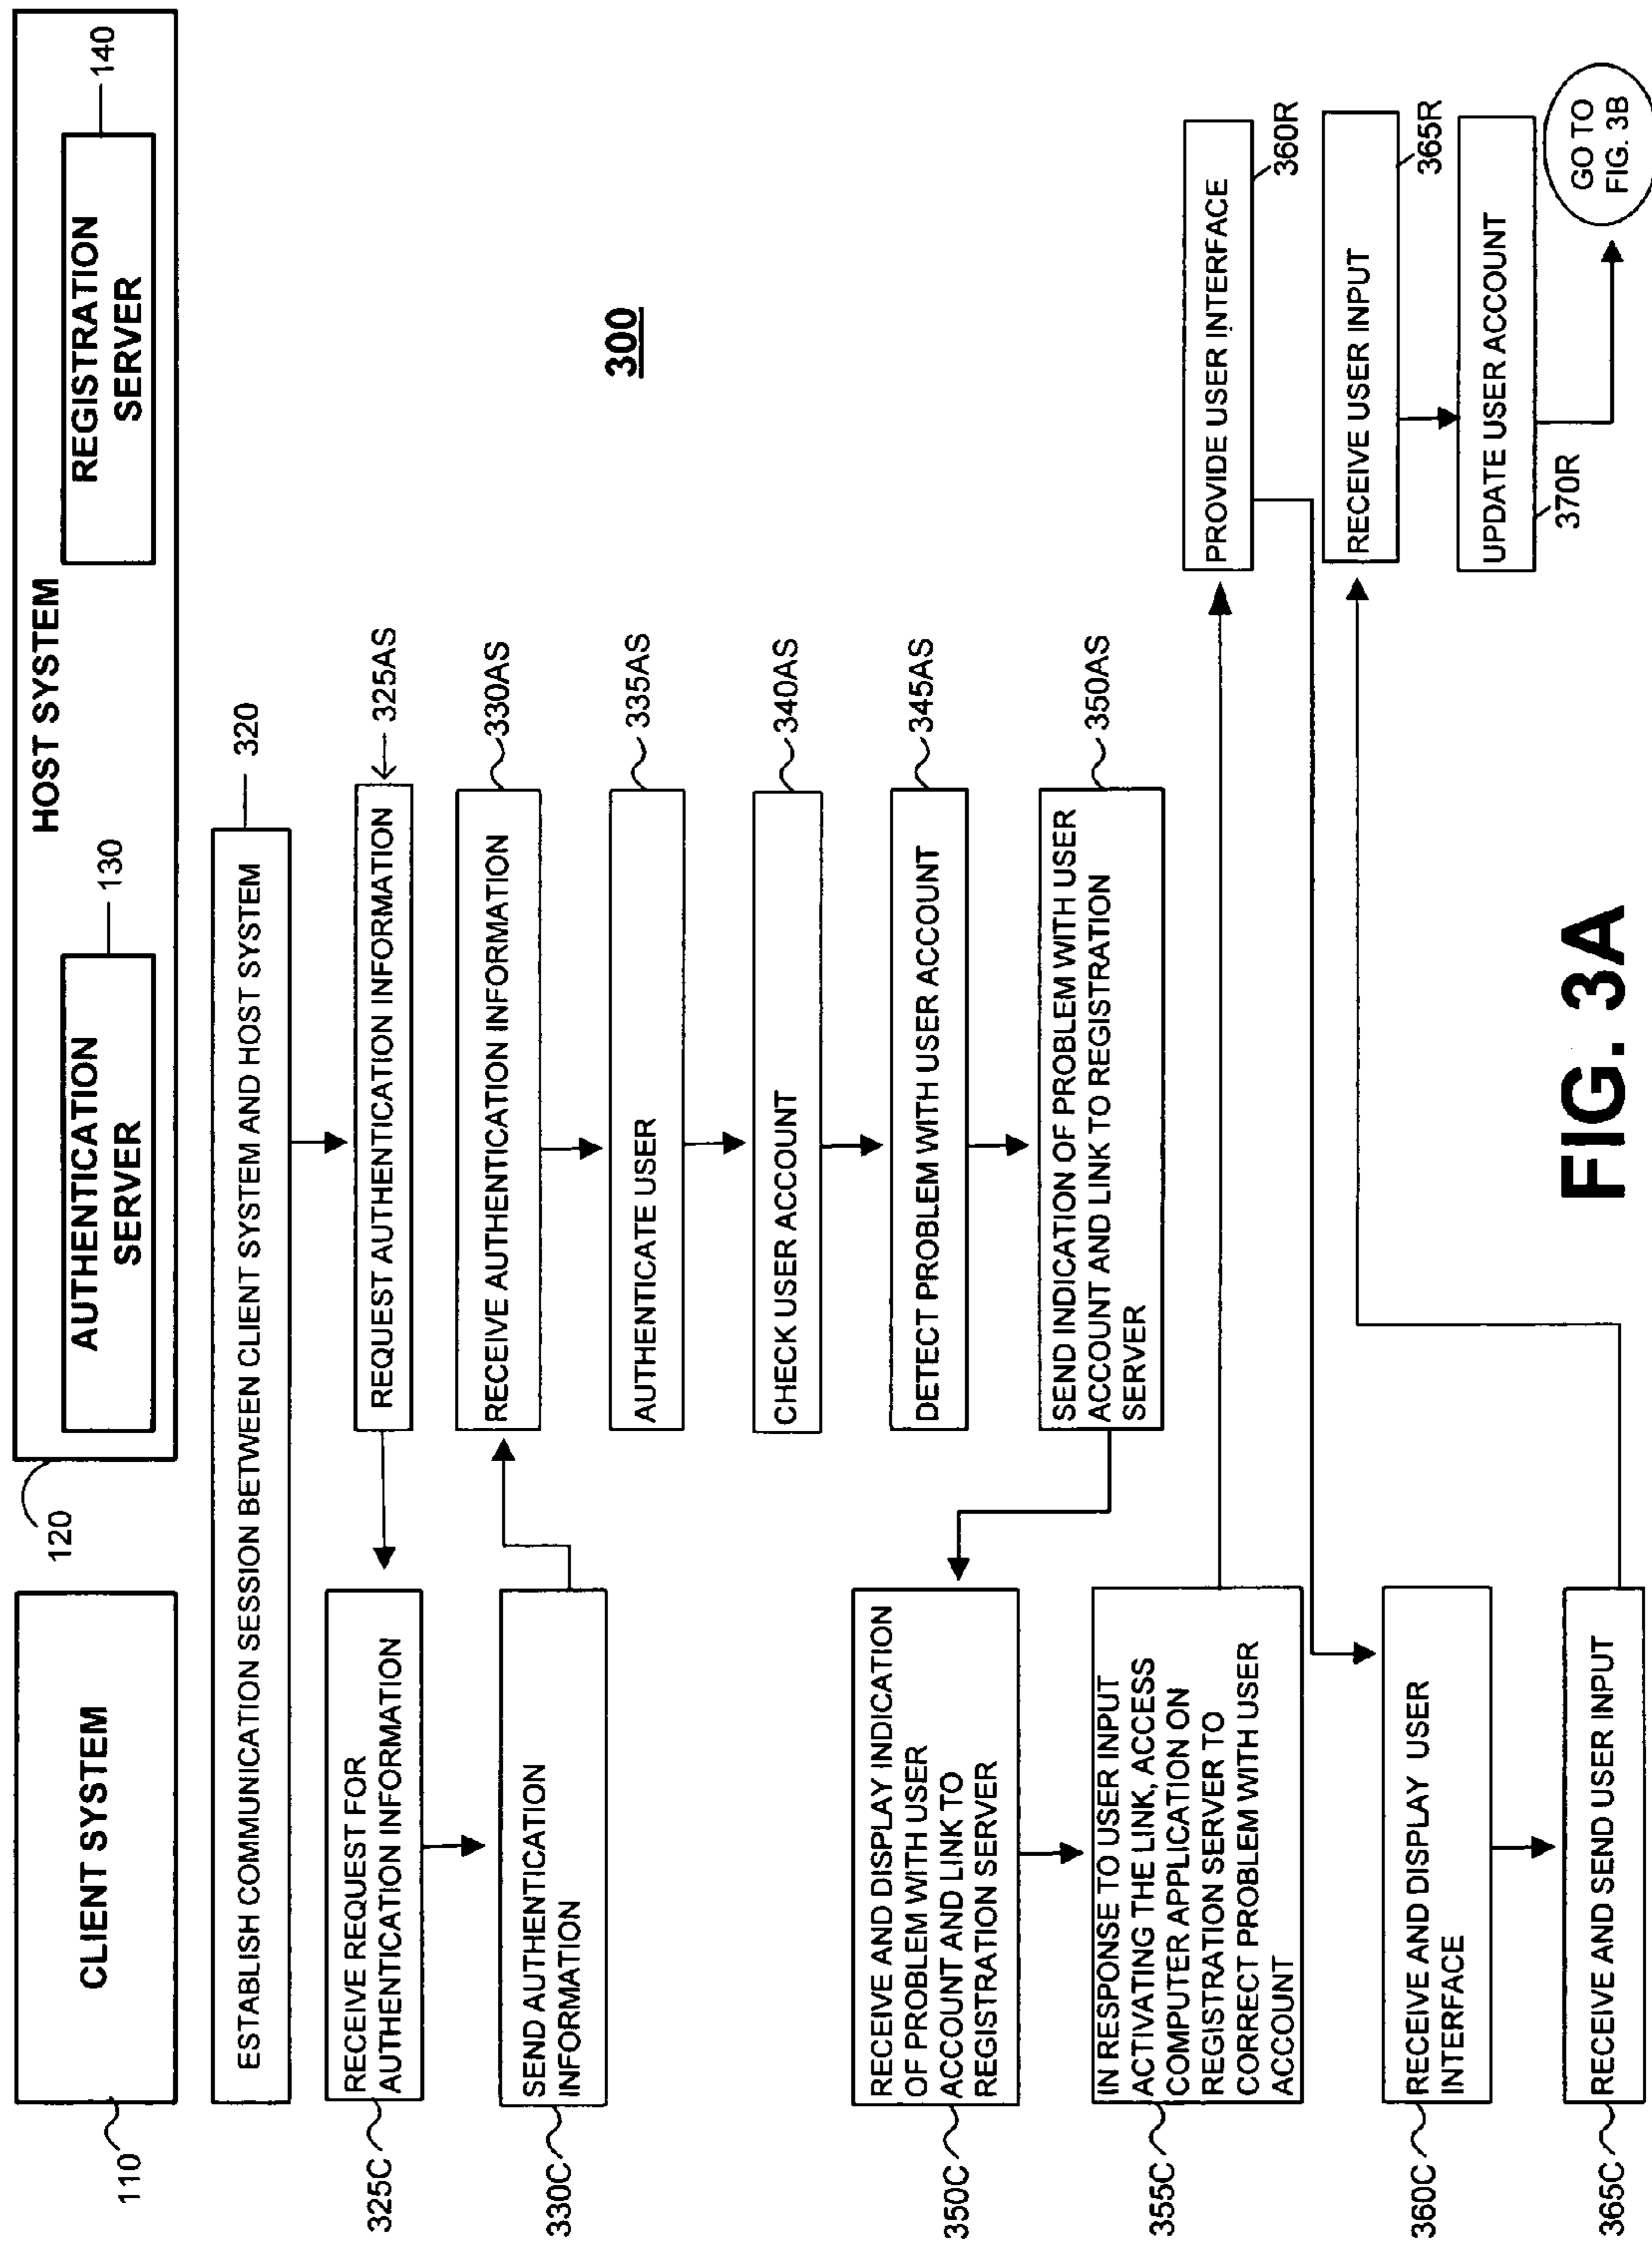 CLIENT SYSTEM
110
120
HOST SYSTEM
AUTHENTICATION
SERVER
130
REGISTRATION
SERVER
140
ESTABLISH COMMUNICATION SESSION BETWEEN CLIENT SYSTEM AND HOST SYSTEM
320
REQUEST AUTHENTICATION INFORMATION
325AS
RECEIVE REQUEST FOR
AUTHENTICATION INFORMATION
325C
SEND AUTHENTICATION
INFORMATION
330C
RECEIVE AUTHENTICATION INFORMATION
330AS
300
AUTHENTICATE USER
335AS
CHECK USER ACCOUNT
340AS
DETECT PROBLEM WITH USER ACCOUNT
345AS
SEND INDICATION OF PROBLEM WITH USER
ACCOUNT AND LINK TO REGISTRATION
SERVER
350AS
RECEIVE AND DISPLAY INDICATION
OF PROBLEM WITH USER
ACCOUNT AND LINK TO
REGISTRATION SERVER
350C
IN RESPONSE TO USER INPUT
ACTIVATING THE LINK, ACCESS
COMPUTER APPLICATION ON
REGISTRATION SERVER TO
CORRECT PROBLEM WITH USER
ACCOUNT
355C
PROVIDE USER INTERFACE
360R
RECEIVE AND DISPLAY USER
INTERFACE
360C
RECEIVE USER INPUT
365R
RECEIVE AND SEND USER INPUT
365C
UPDATE USER ACCOUNT
370R
GO TO
FIG. 3B
FIG. 3A